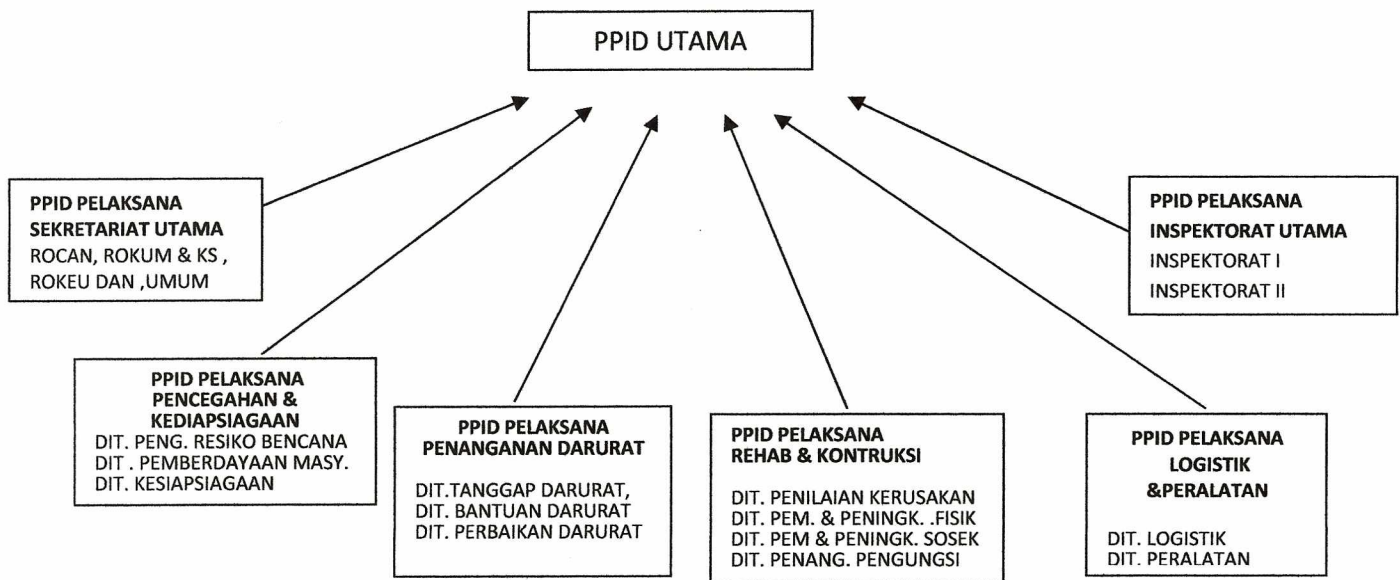 PPID UTAMA
PPID PELAKSANA
SEKRETARIAT UTAMA
ROCAN, ROKUM & KS ,
ROKEU DAN ,UMUM
PPID PELAKSANA
INSPEKTORAT UTAMA
INSPEKTORAT I
INSPEKTORAT II
PPID PELAKSANA
PENCEGAHAN &
KEDIAPSIAGAAN
DIT. PENG. RESIKO BENCANA
DIT . PEMBERDAYAAN MASY.
DIT. KESIAPSIAGAAN
PPID PELAKSANA
PENANGANAN DARURAT
DIT.TANGGAP DARURAT,
DIT. BANTUAN DARURAT
DIT. PERBAIKAN DARURAT
PPID PELAKSANA
REHAB & KONTRUKSI
DIT. PENILAIAN KERUSAKAN
DIT. PEM. & PENINGK. .FISIK
DIT. PEM & PENINGK. SOSEK
DIT. PENANG. PENGUNGSI
PPID PELAKSANA
LOGISTIK
&PERALATAN
DIT. LOGISTIK
DIT. PERALATAN